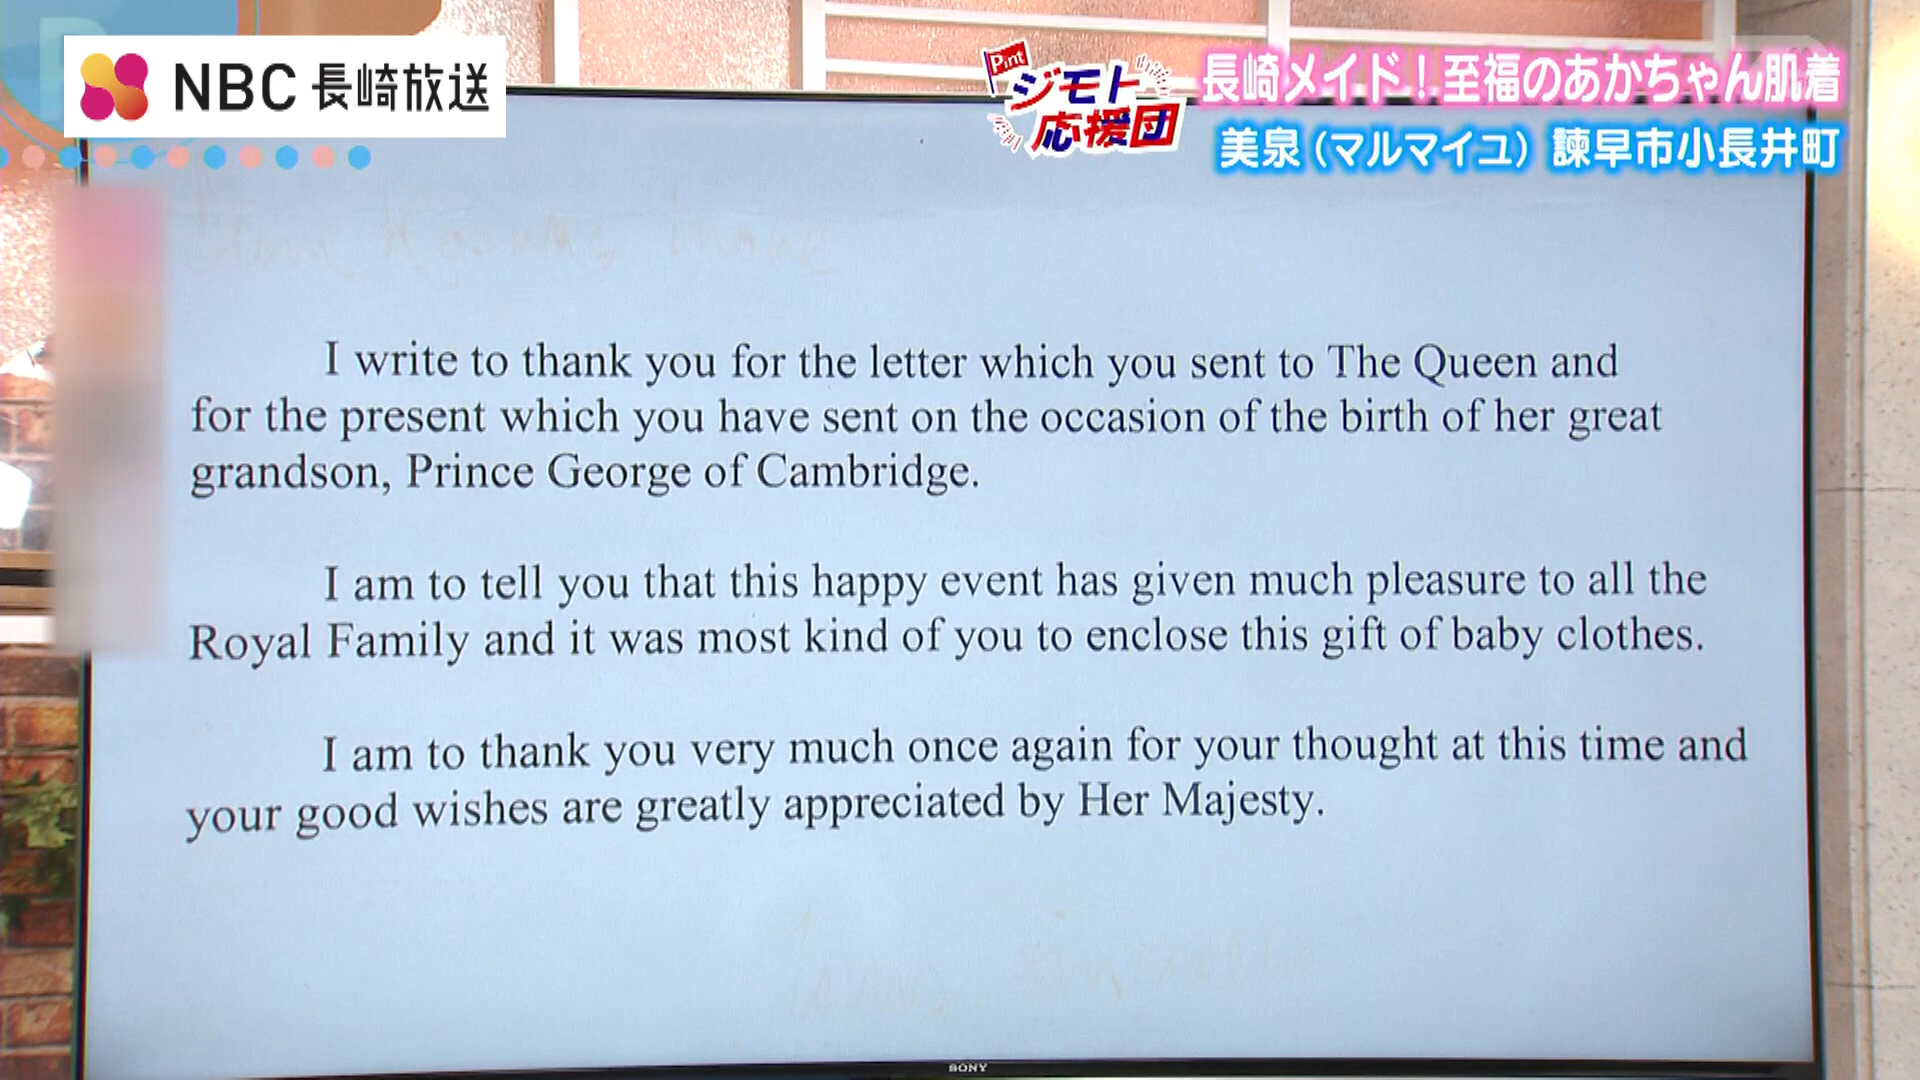 NBC 長崎放送
Pint
ジモト
応援団
長崎メイド！至福のあかちゃん肌着
美泉（マルマイユ）諫早市小長井町
I write to thank you for the letter which you sent to The Queen and
for the present which you have sent on the occasion of the birth of her great
grandson, Prince George of Cambridge.
I am to tell you that this happy event has given much pleasure to all the
Royal Family and it was most kind of you to enclose this gift of baby clothes.
I am to thank you very much once again for your thought at this time and
your good wishes are greatly appreciated by Her Majesty.
SONY